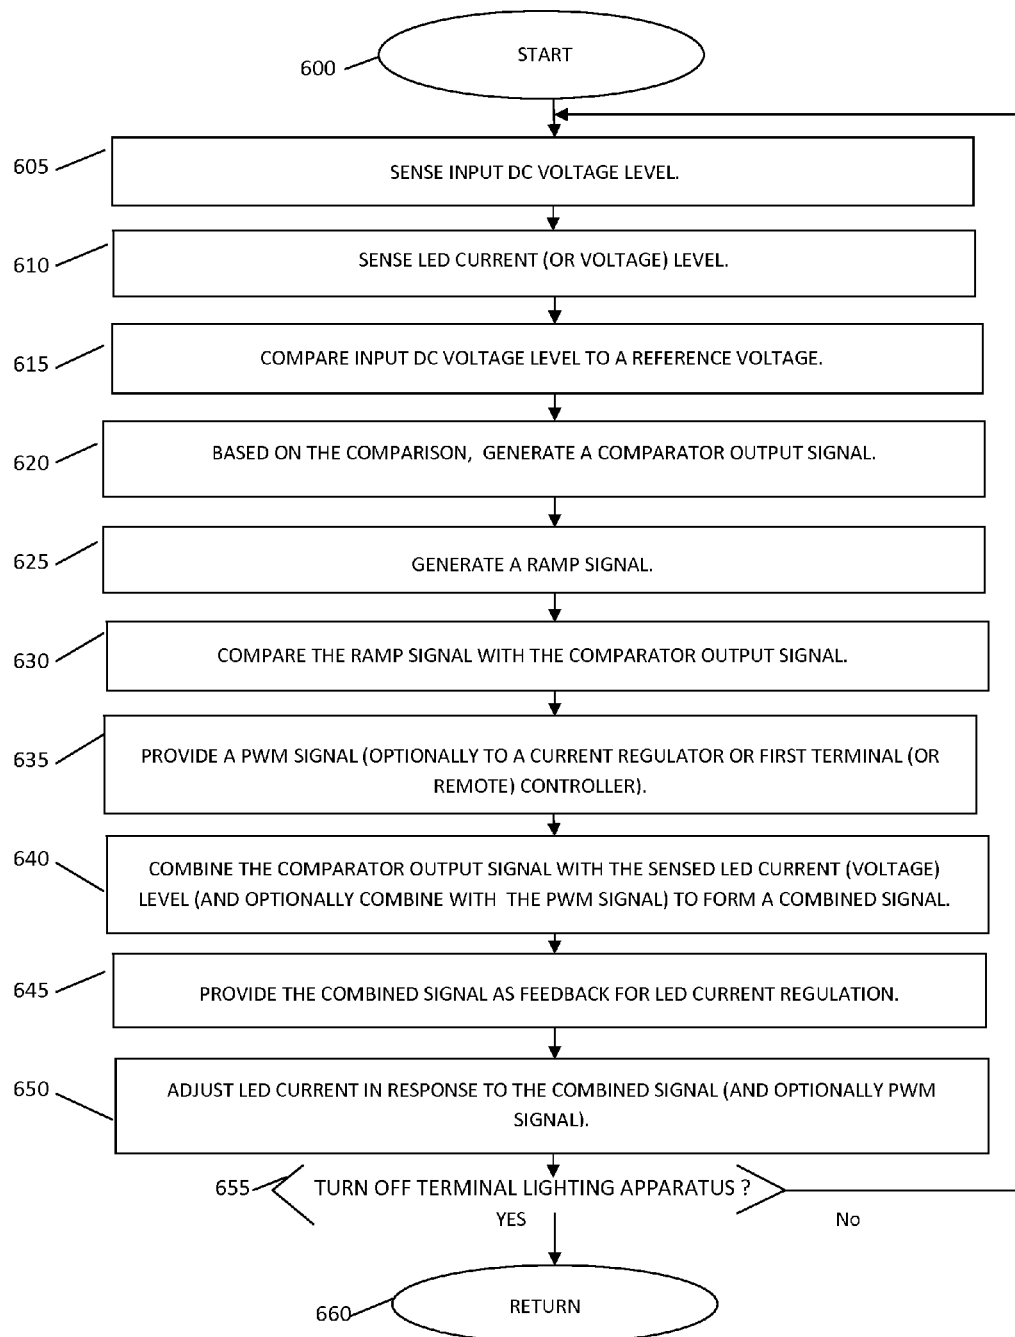 START
600
605
SENSE INPUT DC VOLTAGE LEVEL.
610
SENSE LED CURRENT (OR VOLTAGE) LEVEL.
615
COMPARE INPUT DC VOLTAGE LEVEL TO A REFERENCE VOLTAGE.
620
BASED ON THE COMPARISON, GENERATE A COMPARATOR OUTPUT SIGNAL.
625
GENERATE A RAMP SIGNAL.
630
COMPARE THE RAMP SIGNAL WITH THE COMPARATOR OUTPUT SIGNAL.
635
PROVIDE A PWM SIGNAL (OPTIONALLY TO A CURRENT REGULATOR OR FIRST TERMINAL (OR
REMOTE) CONTROLLER).
640
COMBINE THE COMPARATOR OUTPUT SIGNAL WITH THE SENSED LED CURRENT (VOLTAGE)
LEVEL (AND OPTIONALLY COMBINE WITH THE PWM SIGNAL) TO FORM A COMBINED SIGNAL.
645
PROVIDE THE COMBINED SIGNAL AS FEEDBACK FOR LED CURRENT REGULATION.
650
ADJUST LED CURRENT IN RESPONSE TO THE COMBINED SIGNAL (AND OPTIONALLY PWM
SIGNAL).
655
TURN OFF TERMINAL LIGHTING APPARATUS ?
YES
No
660
RETURN